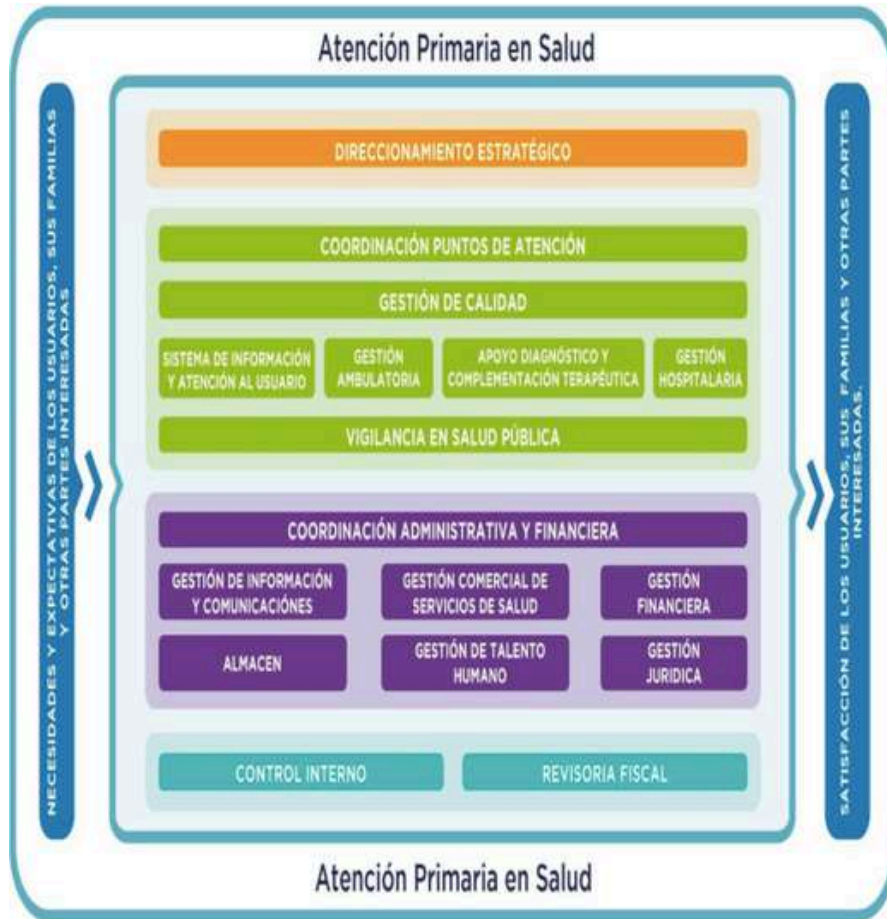 Atención Primaria en Salud
NECESIDADES Y EXPECTATIVAS DE LOS USUARIOS, SUS FAMILIAS
Y OTRAS PARTES INTERESADAS
DIRECCIONAMIENTO ESTRATÉGICO
COORDINACIÓN PUNTOS DE ATENCIÓN
GESTIÓN DE CALIDAD
SISTEMA DE INFORMACIÓN
Y ATENCIÓN AL USUARIO
GESTIÓN
AMBULATORIA
APOYO DIAGNÓSTICO Y
COMPLEMENTACIÓN TERAPÉUTICA
GESTIÓN
HOSPITALARIA
VIGILANCIA EN SALUD PÚBLICA
COORDINACIÓN ADMINISTRATIVA Y FINANCIERA
GESTIÓN DE INFORMACIÓN
Y COMUNICACIÓNES
GESTIÓN COMERCIAL DE
SERVICIOS DE SALUD
GESTIÓN
FINANCIERA
ALMACEN
GESTIÓN DE TALENTO
HUMANO
GESTIÓN
JURIDICA
CONTROL INTERNO
REVISORIA FISCAL
SATISFACCIÓN DE LOS USUARIOS, SUS FAMILIAS Y OTRAS PARTES
INTERESADAS.
Atención Primaria en Salud